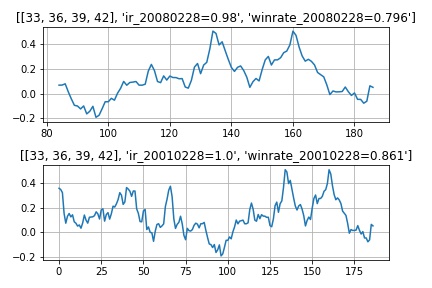 [[33, 36, 39, 42], 'ir_20080228=0.98', 'winrate_20080228=0.796']
0.4
0.2
0.0
−0.2
80 100 120 140 160 180
[[33, 36, 39, 42], 'ir_20010228=1.0', 'winrate_20010228=0.861']
0.4
0.2
0.0
−0.2
0 25 50 75 100 125 150 175